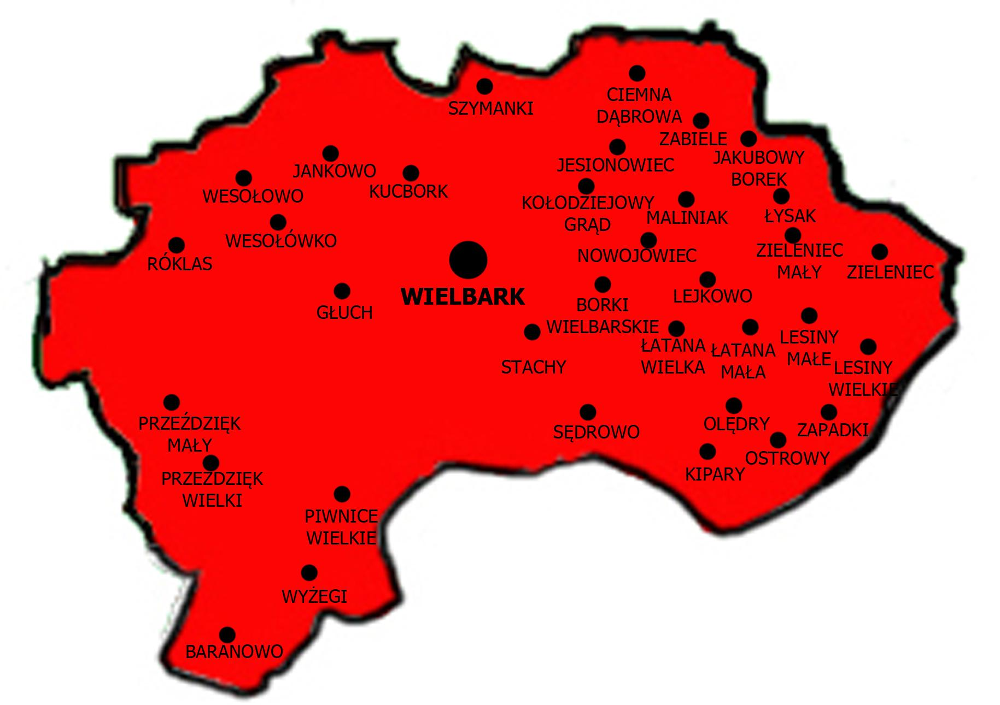 CIEMNA
DĄBROWA
SZYMANKI
ZABIELE
JAKUBOWY
BOREK
JESIONOWIEC
JANKOWO
KUCBORK
WESOŁOWO
KOŁODZIEJOWY
GRĄD
MALINIAK
ŁYSAK
WESOŁÓWKO
NOWOJOWIEC
ZIELENIEC
MAŁY
ZIELENIEC
RÓKLAS
WIELBARK
GŁUCH
BORKI
WIELBARSKIE
LEJKOWO
STACHY
ŁATANA
WIELKA
ŁATANA
MAŁA
LESINY
MAŁE
LESINY
WIELKIE
PRZEŹDZIĘK
MAŁY
SĘDROWO
OLĘDRY
ZAPADKI
OSTROWY
KIPARY
PRZEŹDZIĘK
WIELKI
PIWNICE
WIELKIE
WYŻEGI
BARANOWO